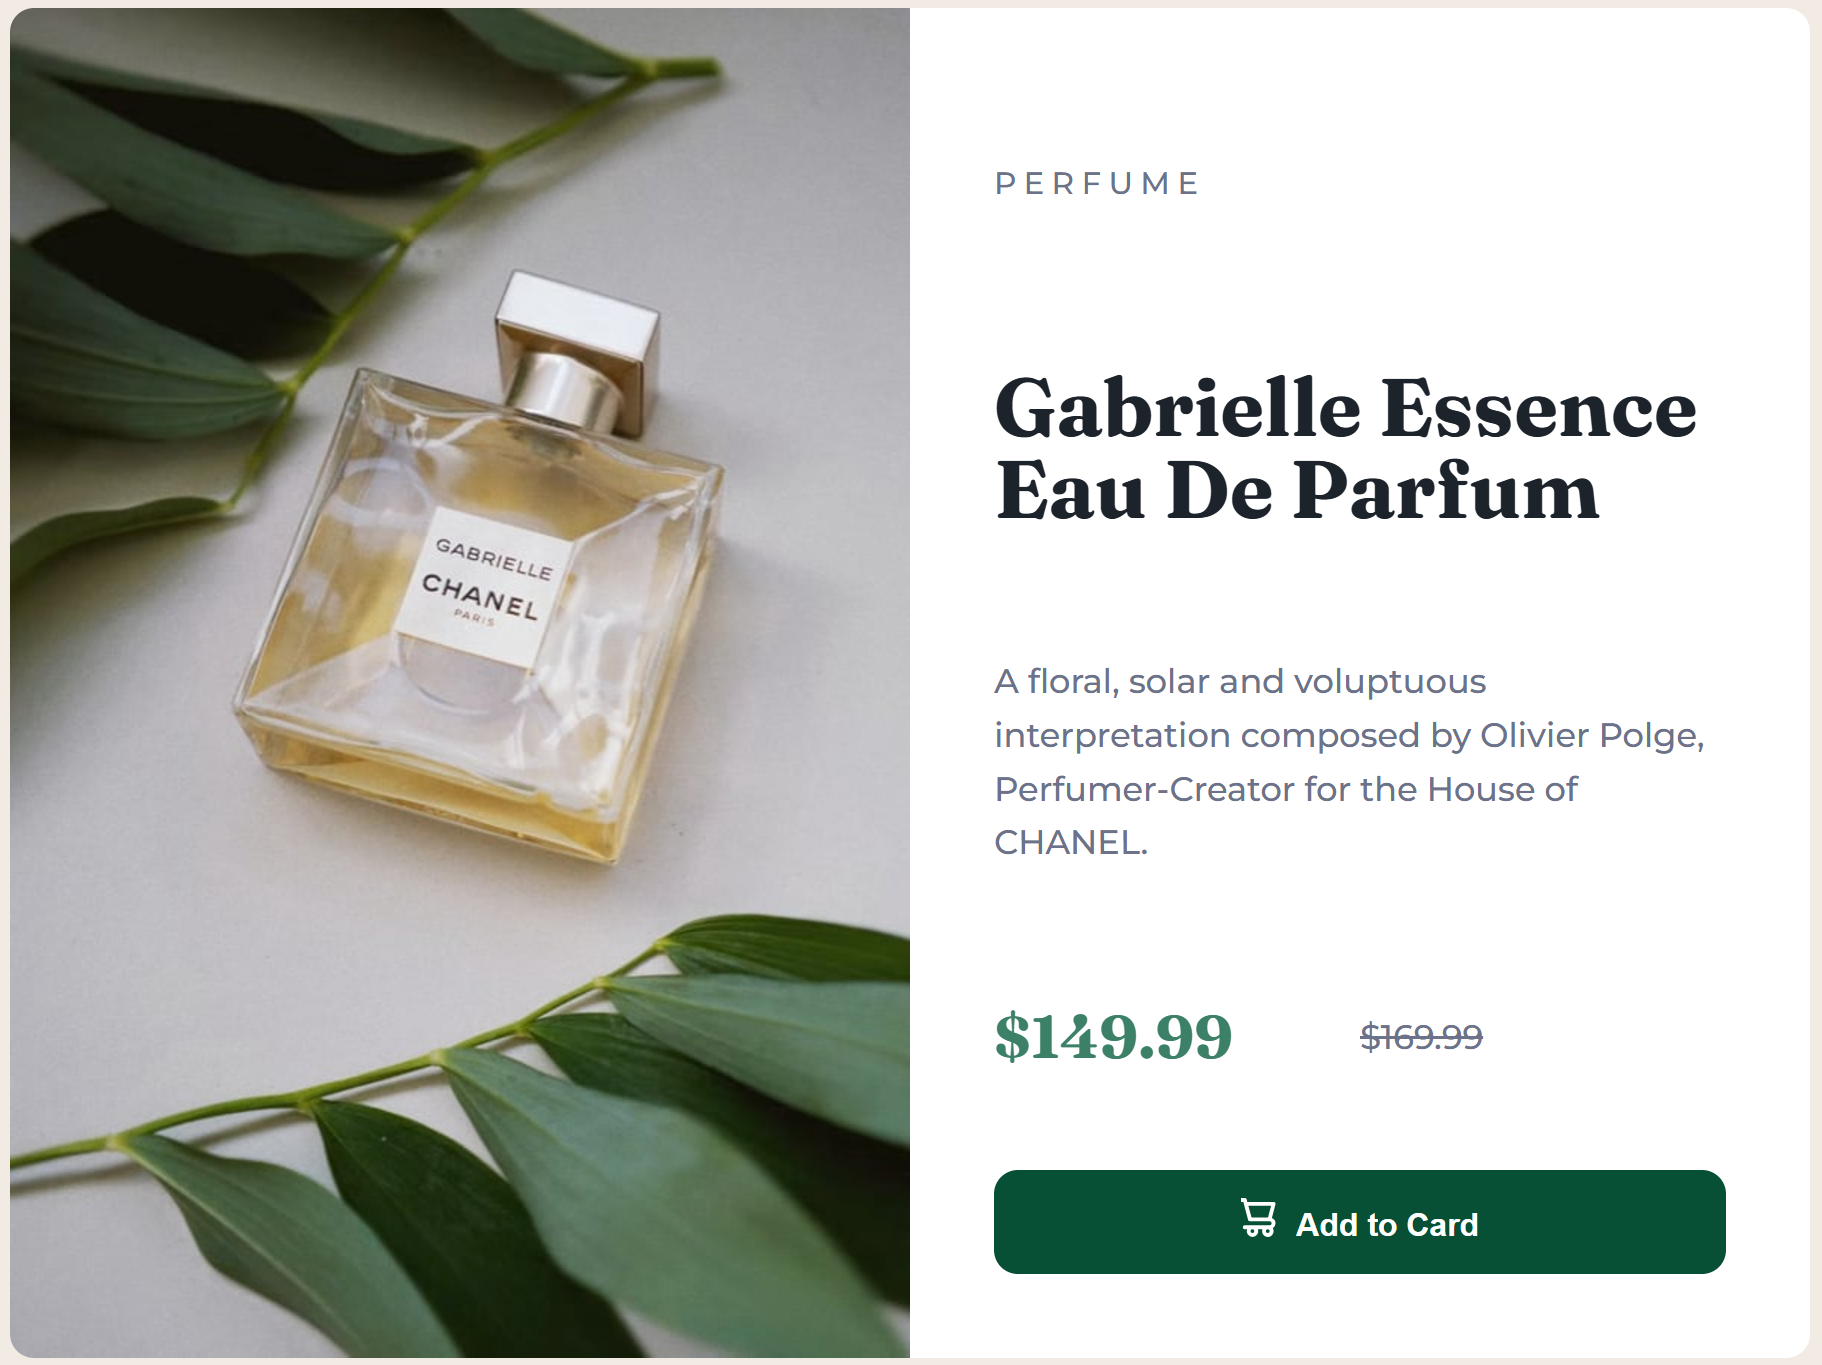 GABRIELLE
CHANEL
PARIS
PERFUME
Gabrielle Essence
Eau De Parfum
A floral, solar and voluptuous
interpretation composed by Olivier Polge,
Perfumer-Creator for the House of
CHANEL.
$149.99 $169.99
Add to Card